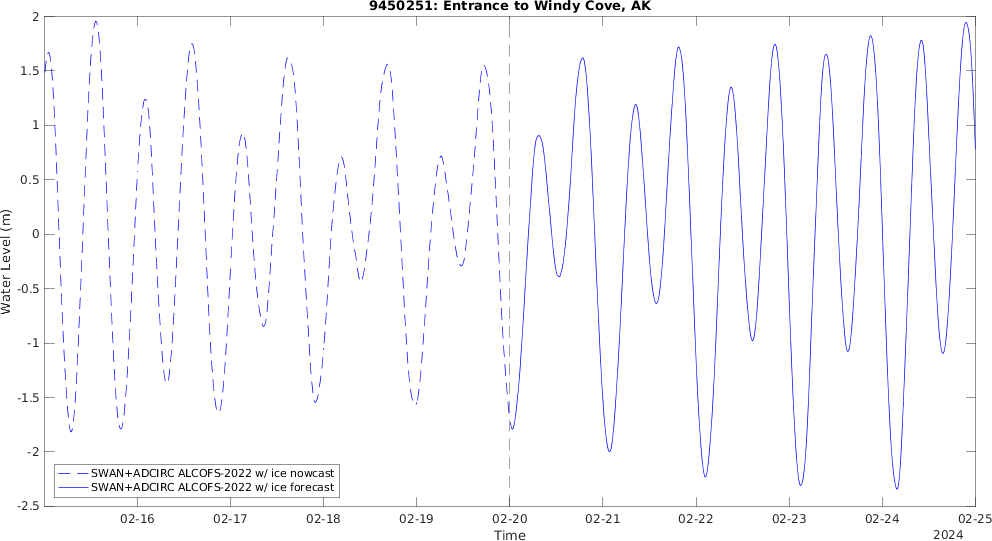 9450251: Entrance to Windy Cove, AK
2
1.5
1
0.5
0
-0.5
-1
-1.5
-2
-2.5
Water Level (m)
SWAN+ADCIRC ALCOFS-2022 w/ ice nowcast
SWAN+ADCIRC ALCOFS-2022 w/ ice forecast
02-16 02-17 02-18 02-19 02-20 02-21 02-22 02-23 02-24 02-25
Time
2024